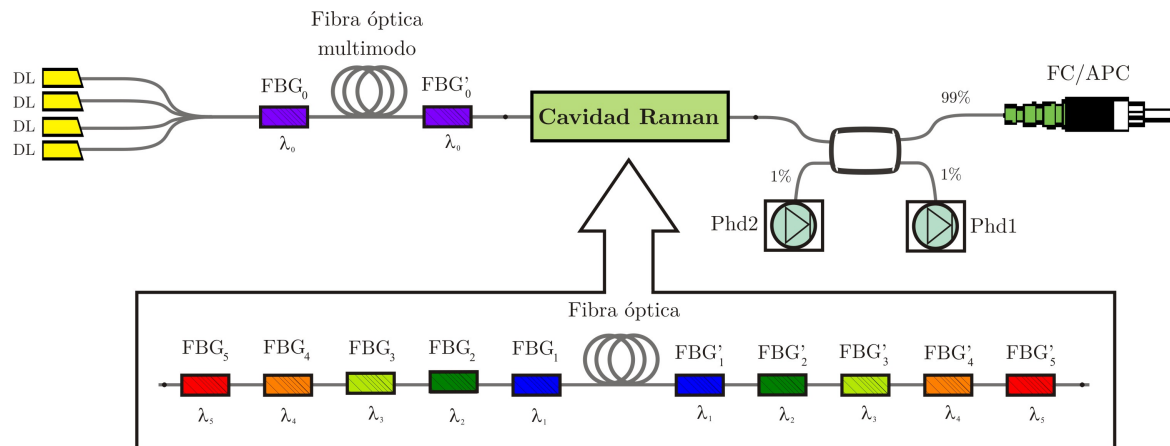 Fibra óptica
multimodo
FBG₀
FBG'₀
λ₀
λ₀
DL
DL
DL
DL
Cavidad Raman
99%
FC/APC
1%
1%
Phd2
Phd1
Fibra óptica
FBG₅
FBG₄
FBG₃
FBG₂
FBG₁
FBG'₁
FBG'₂
FBG'₃
FBG'₄
FBG'₅
λ₅
λ₄
λ₃
λ₂
λ₁
λ₁
λ₂
λ₃
λ₄
λ₅